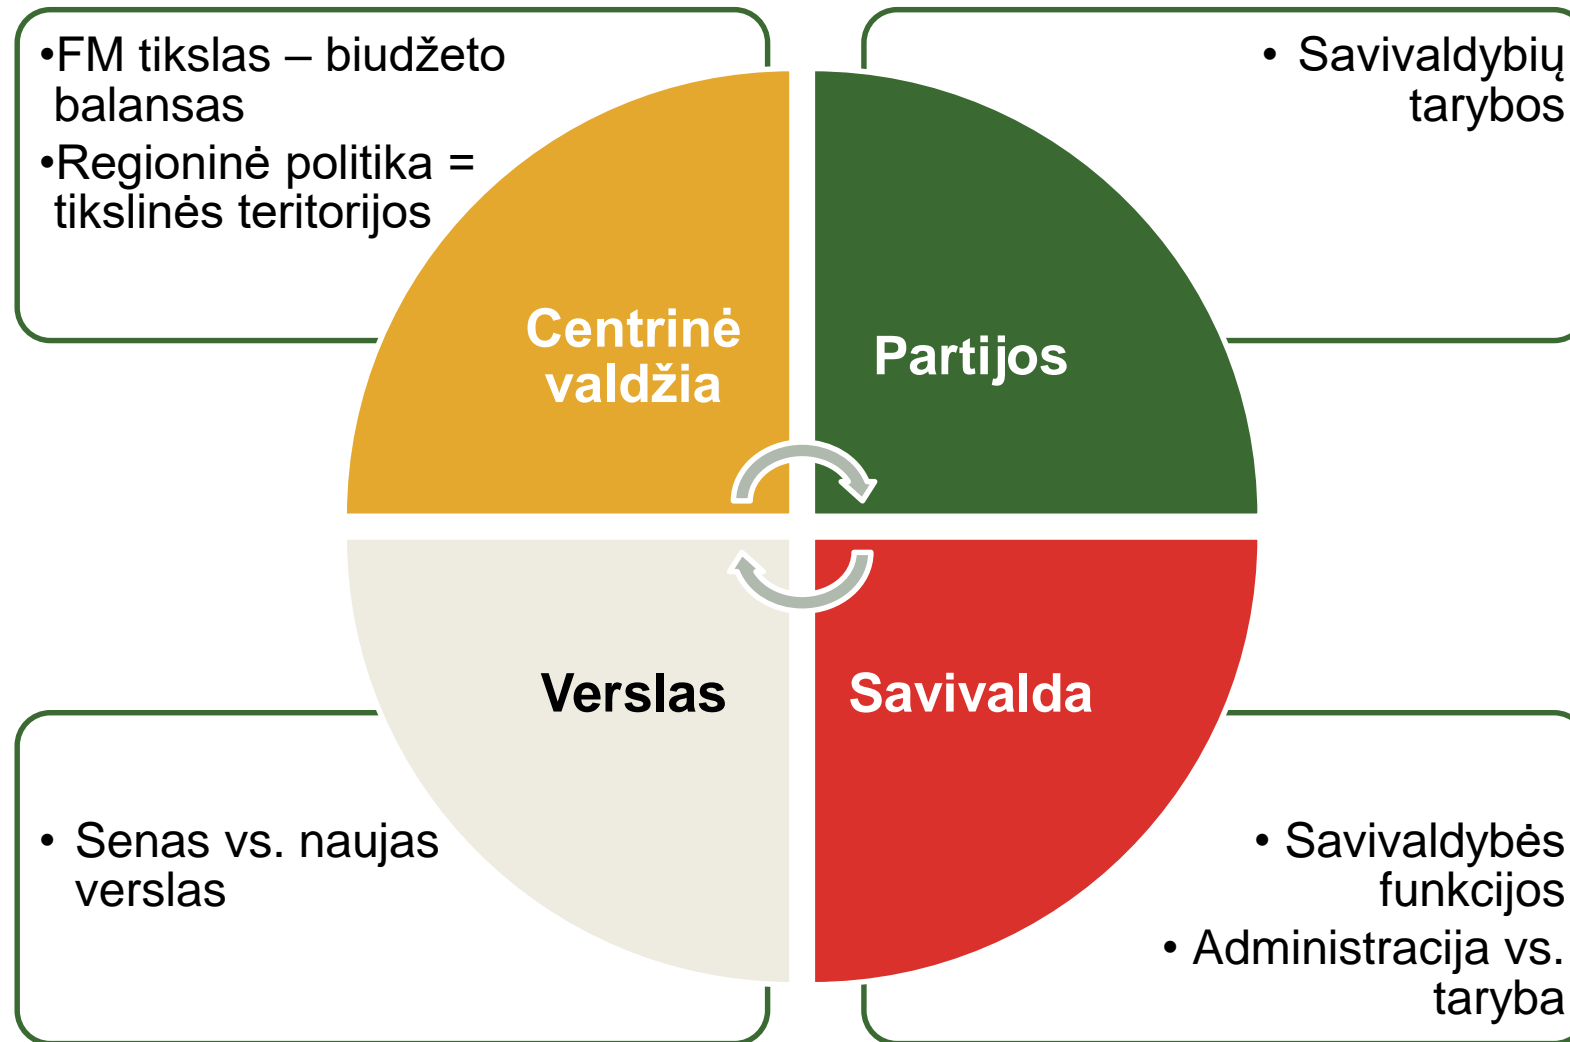 •FM tikslas – biudžeto
balansas
•Regioninė politika =
tikslinės teritorijos
• Savivaldybių
tarybos
Centrinė
valdžia
Partijos
Verslas
Savivalda
• Senas vs. naujas
verslas
• Savivaldybės
funkcijos
• Administracija vs.
taryba